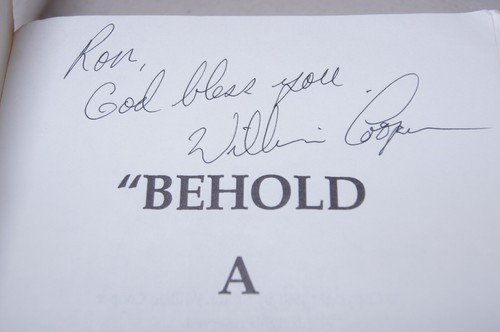 Ron,
God bless you.
William Cooper
“BEHOLD
A